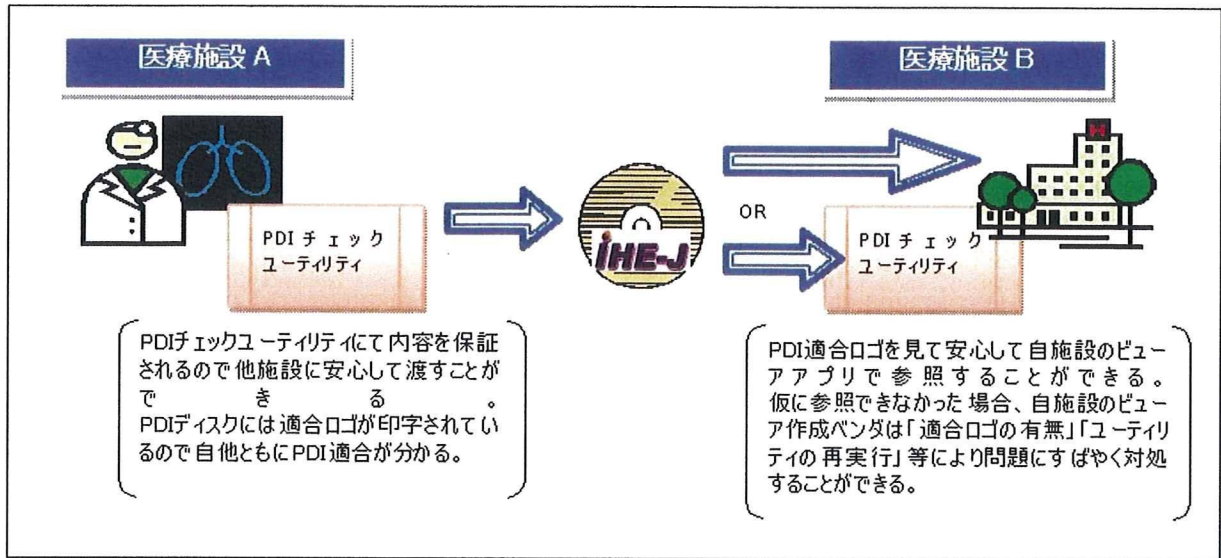 医療施設 A
PDI チェック
ユーティリティ
PDIチェックユーティリティにて内容を保証
されるので他施設に安心して渡すことが
できる。
PDIディスクには適合ロゴが印字されてい
るので自他ともにPDI適合が分かる。
IHE-J
OR
医療施設 B
H
PDI チェック
ユーティリティ
PDI適合ロゴを見て安心して自施設のビュー
アアプリで参照することができる。
仮に参照できなかった場合、自施設のビュー
ア作成ベンダは「適合ロゴの有無」「ユーティリ
ティの再実行」等により問題にすばやく対処
することができる。